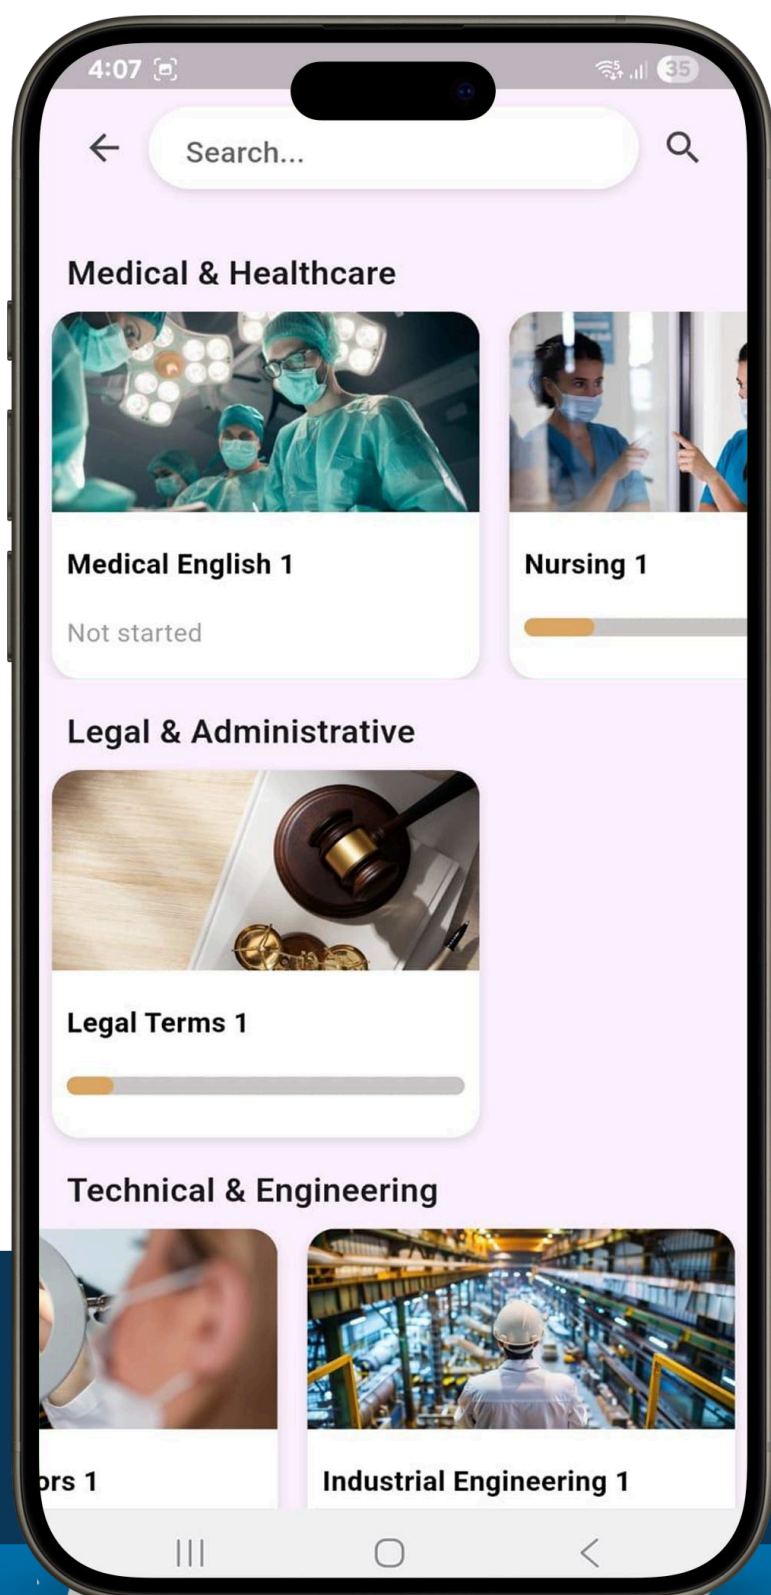 4:07
5
35
Search...
Medical & Healthcare
Medical English 1
Nursing 1
Not started
Legal & Administrative
Legal Terms 1
Technical & Engineering
ors 1
Industrial Engineering 1